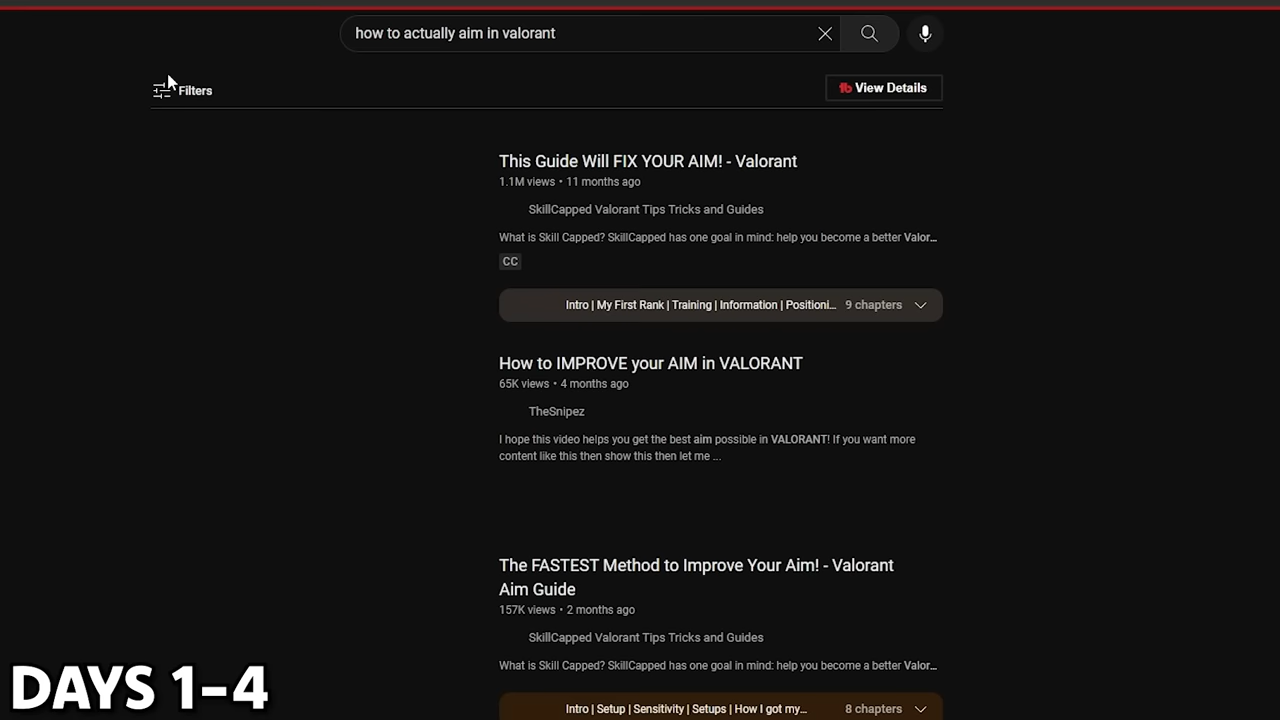 how to actually aim in valorant
Filters
View Details
This Guide Will FIX YOUR AIM! - Valorant
1.1M views • 11 months ago
SkillCapped Valorant Tips Tricks and Guides
What is Skill Capped? SkillCapped has one goal in mind: help you become a better Valor...
CC
Intro | My First Rank | Training | Information | Positioni... 9 chapters
How to IMPROVE your AIM in VALORANT
65K views • 4 months ago
TheSnipez
I hope this video helps you get the best aim possible in VALORANT! If you want more
content like this then show this then let me ...
The FASTEST Method to Improve Your Aim! - Valorant
Aim Guide
157K views • 2 months ago
SkillCapped Valorant Tips Tricks and Guides
What is Skill Capped? SkillCapped has one goal in mind: help you become a better Valor...
Intro | Setup | Sensitivity | Setups | How I got my... 8 chapters
DAYS 1-4